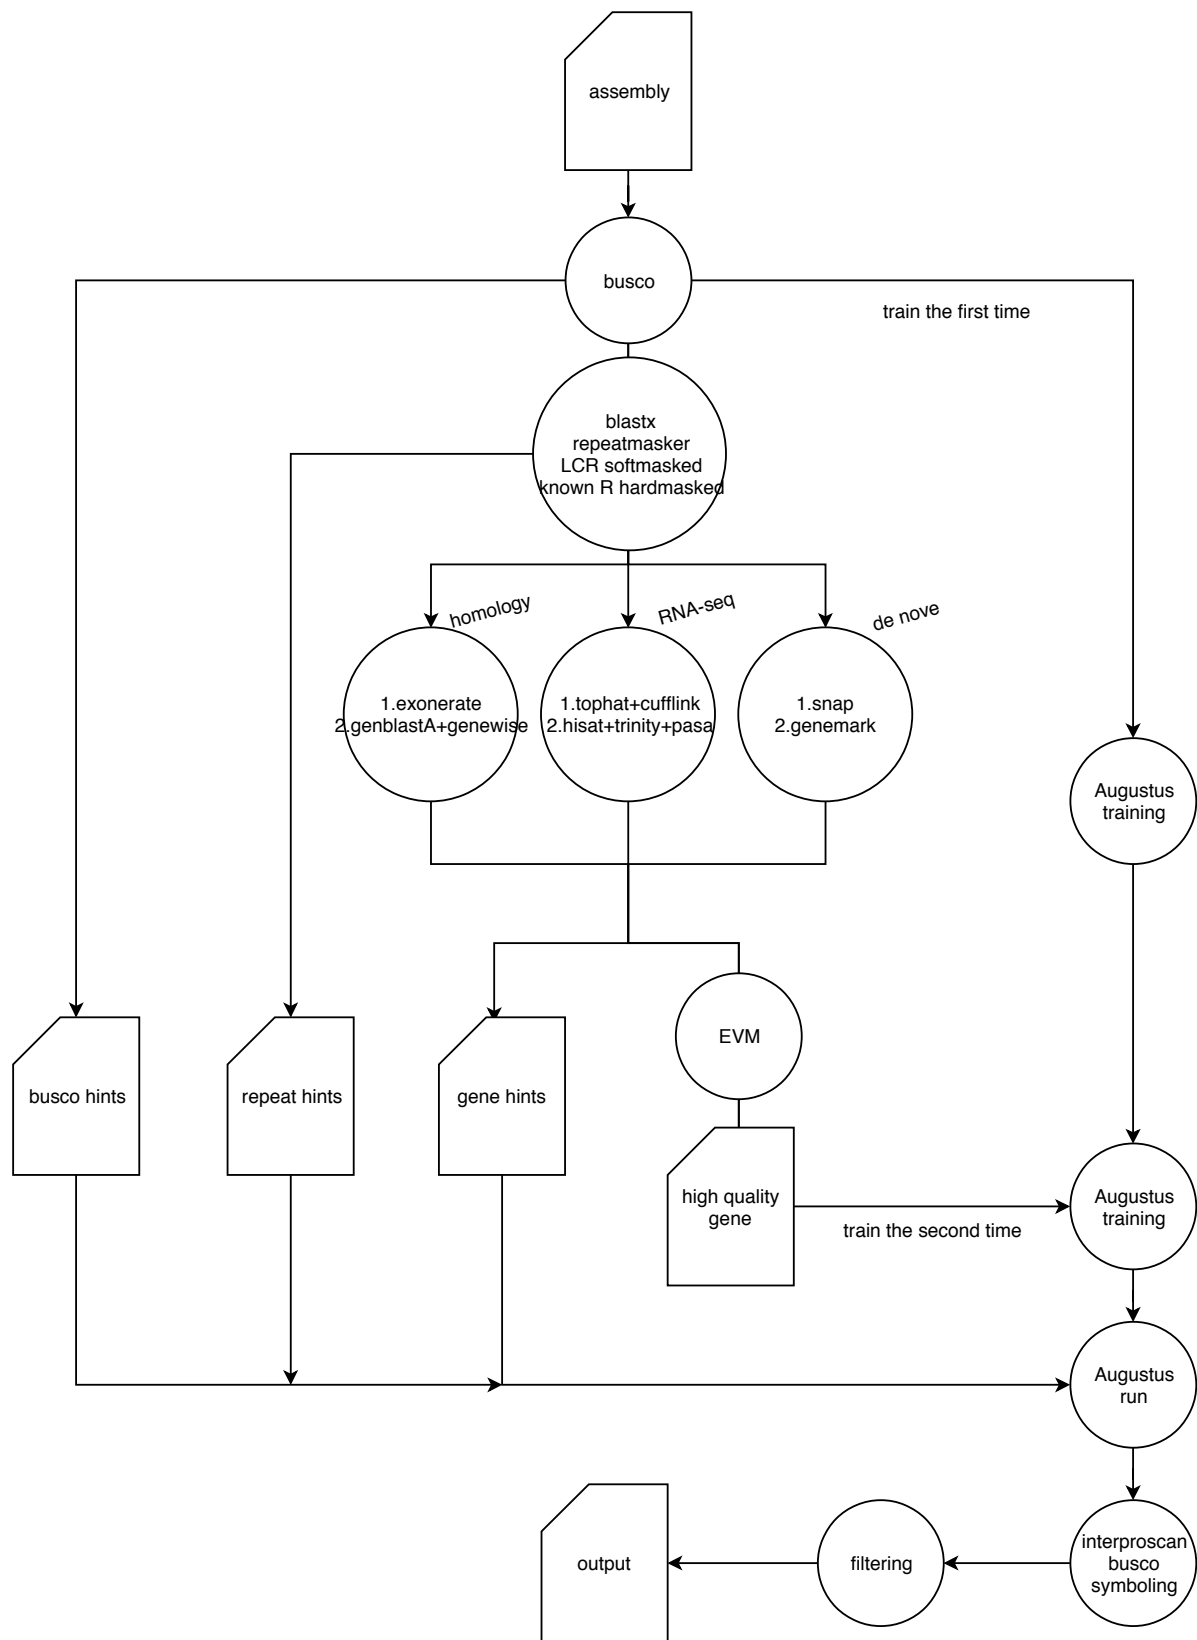 assembly
busco
train the first time
blastx
repeatmasker
LCR softmasked
known R hardmasked
homology
RNA-seq
de nove
1.exonerate
2.genblastA+genewise
1.tophat+cufflink
2.hisat+trinity+pasa
1.snap
2.genemark
Augustus
training
EVM
busco hints
repeat hints
gene hints
high quality
gene
train the second time
Augustus
training
Augustus
run
output
filtering
interproscan
busco
symboling